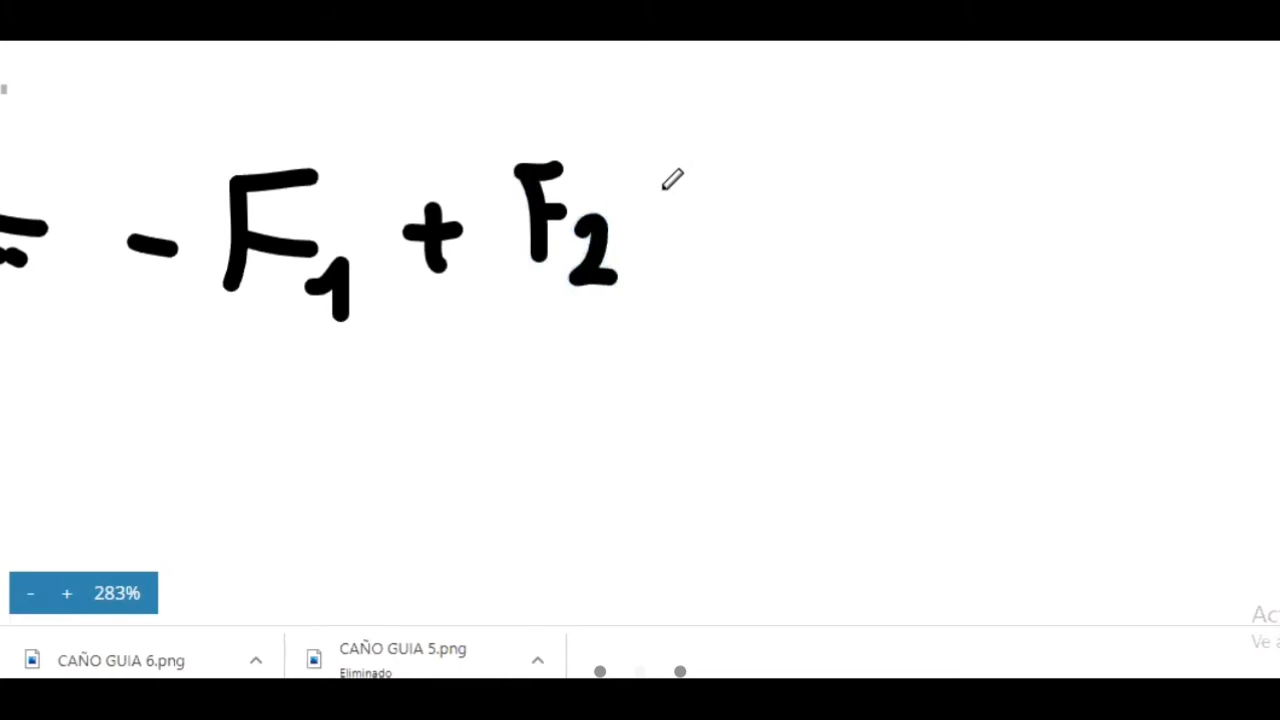 = - F1 + F2
- + 283%
CAÑO GUIA 6.png
CAÑO GUIA 5.png
Eliminado